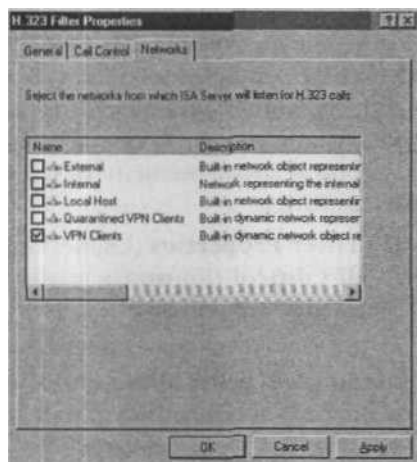 H.323 Filter Properties
General
Call Control
Networks
Select the networks from which ISA Server will listen for H.323 calls:
Name
Description
External
Built-in network object representir
Internal
Network representing the internal
Local Host
Built-in network object representir
Quarantined VPN Clients
Built-in dynamic network represer
VPN Clients
Built-in dynamic network object re
OK
Cancel
Apply